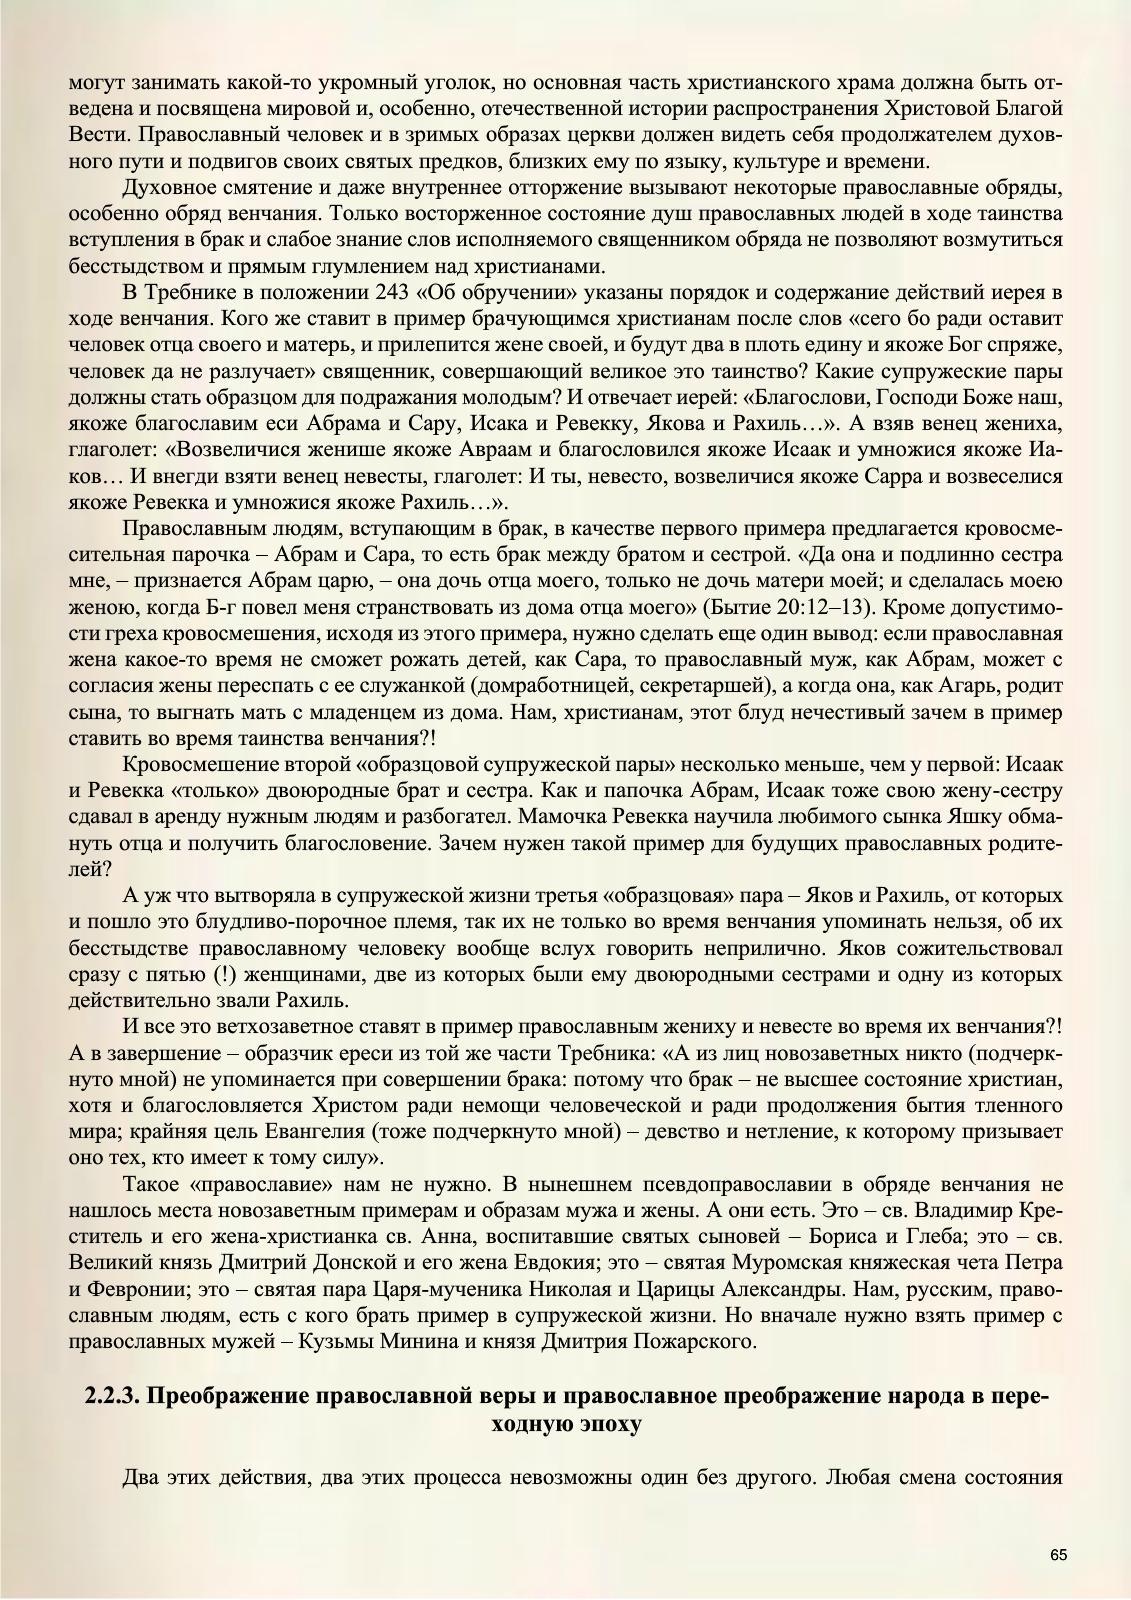 могут занимать какой-то укромный уголок, но основная часть христианского храма должна быть от-
ведена и посвящена мировой и, особенно, отечественной истории распространения Христовой Благой
Вести. Православный человек и в зримых образах церкви должен видеть себя продолжателем духов-
ного пути и подвигов своих святых предков, близких ему по языку, культуре и времени.
Духовное смятение и даже внутреннее отторжение вызывают некоторые православные обряды,
особенно обряд венчания. Только восторженное состояние душ православных людей в ходе таинства
вступления в брак и слабое знание слов исполняемого священником обряда не позволяют возмутиться
бесстыдством и прямым глумлением над христианами.
В Требнике в положении 243 «Об обручении» указаны порядок и содержание действий иерея в
ходе венчания. Кого же ставит в пример брачующимся христианам после слов «сего бо ради оставит
человек отца своего и матерь, и прилепится жене своей, и будут два в плоть едину и якоже Бог спряже,
человек да не разлучает» священник, совершающий великое это таинство? Какие супружеские пары
должны стать образцом для подражания молодым? И отвечает иерей: «Благослови, Господи Боже наш,
якоже благославим еси Абрама и Сару, Исака и Ревекку, Якова и Рахиль…». А взяв венец жениха,
глаголет: «Возвеличися женише якоже Авраам и благословился якоже Исаак и умножися якоже Иа-
ков… И внегди взяти венец невесты, глаголет: И ты, невесто, возвеличися якоже Сарра и возвеселися
якоже Ревекка и умножися якоже Рахиль…».
Православным людям, вступающим в брак, в качестве первого примера предлагается кровосме-
сительная парочка – Абрам и Сара, то есть брак между братом и сестрой. «Да она и подлинно сестра
мне, – признается Абрам царю, – она дочь отца моего, только не дочь матери моей; и сделалась моею
женою, когда Б-г повел меня странствовать из дома отца моего» (Бытие 20:12–13). Кроме допустимо-
сти греха кровосмешения, исходя из этого примера, нужно сделать еще один вывод: если православная
жена какое-то время не сможет рожать детей, как Сара, то православный муж, как Абрам, может с
согласия жены переспать с ее служанкой (домработницей, секретаршей), а когда она, как Агарь, родит
сына, то выгнать мать с младенцем из дома. Нам, христианам, этот блуд нечестивый зачем в пример
ставить во время таинства венчания?!
Кровосмешение второй «образцовой супружеской пары» несколько меньше, чем у первой: Исаак
и Ревекка «только» двоюродные брат и сестра. Как и папочка Абрам, Исаак тоже свою жену-сестру
сдавал в аренду нужным людям и разбогател. Мамочка Ревекка научила любимого сынка Яшку обма-
нуть отца и получить благословение. Зачем нужен такой пример для будущих православных родите-
лей?
А уж что вытворяла в супружеской жизни третья «образцовая» пара – Яков и Рахиль, от которых
и пошло это блудливо-порочное племя, так их не только во время венчания упоминать нельзя, об их
бесстыдстве православному человеку вообще вслух говорить неприлично. Яков сожительствовал
сразу с пятью (!) женщинами, две из которых были ему двоюродными сестрами и одну из которых
действительно звали Рахиль.
И все это ветхозаветное ставят в пример православным жениху и невесте во время их венчания?!
А в завершение – образчик ереси из той же части Требника: «А из лиц новозаветных никто (подчерк-
нуто мной) не упоминается при совершении брака: потому что брак – не высшее состояние христиан,
хотя и благословляется Христом ради немощи человеческой и ради продолжения бытия тленного
мира; крайняя цель Евангелия (тоже подчеркнуто мной) – девство и нетление, к которому призывает
оно тех, кто имеет к тому силу».
Такое «православие» нам не нужно. В нынешнем псевдоправославии в обряде венчания не
нашлось места новозаветным примерам и образам мужа и жены. А они есть. Это – св. Владимир Кре-
ститель и его жена-христианка св. Анна, воспитавшие святых сыновей – Бориса и Глеба; это – св.
Великий князь Дмитрий Донской и его жена Евдокия; это – святая Муромская княжеская чета Петра
и Февронии; это – святая пара Царя-мученика Николая и Царицы Александры. Нам, русским, право-
славным людям, есть с кого брать пример в супружеской жизни. Но вначале нужно взять пример с
православных мужей – Кузьмы Минина и князя Дмитрия Пожарского.
2.2.3. Преображение православной веры и православное преображение народа в пере-
ходную эпоху
Два этих действия, два этих процесса невозможны один без другого. Любая смена состояния
65